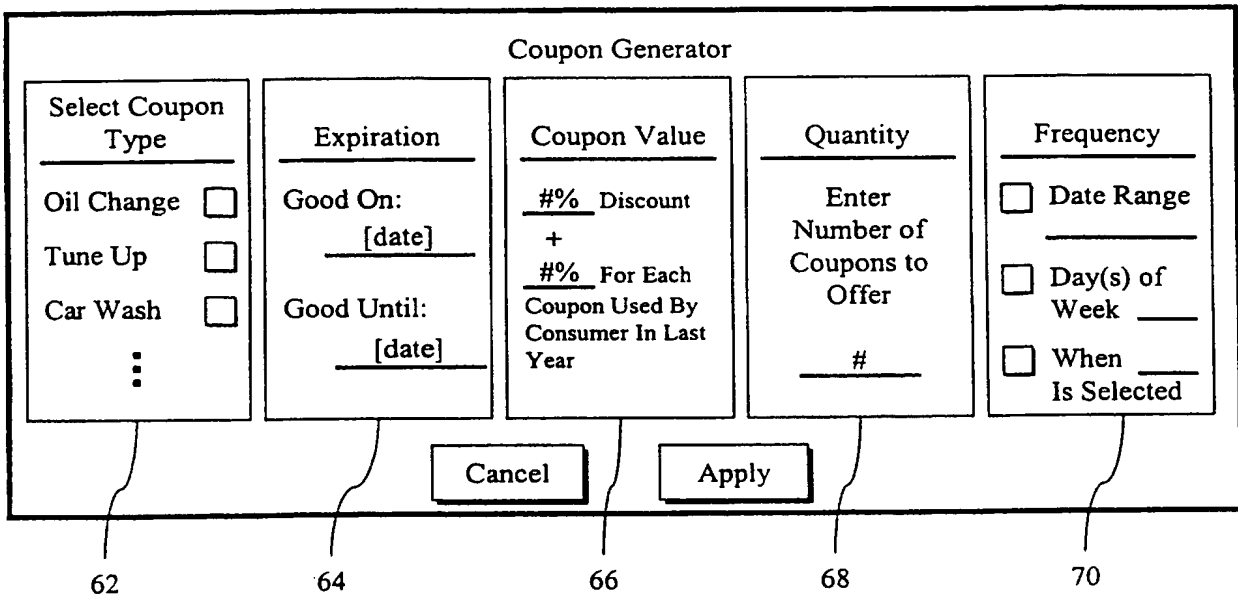 Coupon Generator
Select Coupon
Type
Oil Change
Tune Up
Car Wash
Expiration
Good On:
[date]
Good Until:
[date]
Coupon Value
#% Discount
+
#% For Each
Coupon Used By
Consumer In Last
Year
Quantity
Enter
Number of
Coupons to
Offer
#
Frequency
Date Range
Day(s) of
Week
When
Is Selected
Cancel
Apply
62
64
66
68
70